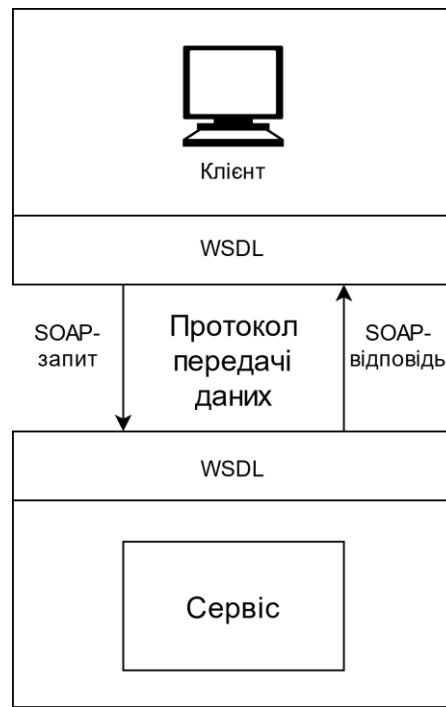 Клієнт
WSDL
SOAP-
запит
Протокол
передачі
даних
SOAP-
відповідь
WSDL
Сервіс